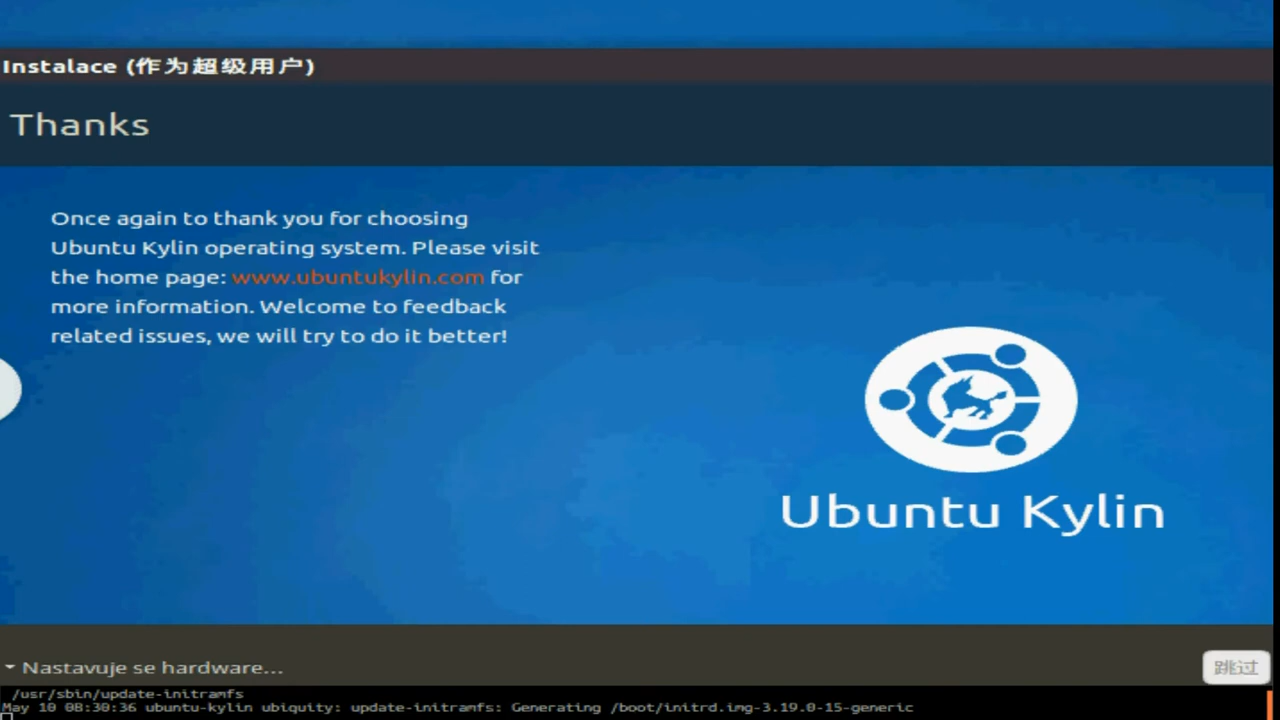 Instalace (作为超级用户)
Thanks
Once again to thank you for choosing
Ubuntu Kylin operating system. Please visit
the home page: www.ubuntukylin.com for
more information. Welcome to feedback
related issues, we will try to do it better!
Ubuntu Kylin
Nastavuje se hardware...
跳过
/usr/sbin/update-initramfs
May 10 08:30:36 ubuntu-kylin ubiquity: update-initramfs: Generating /boot/initrd.img-3.19.0-15-generic